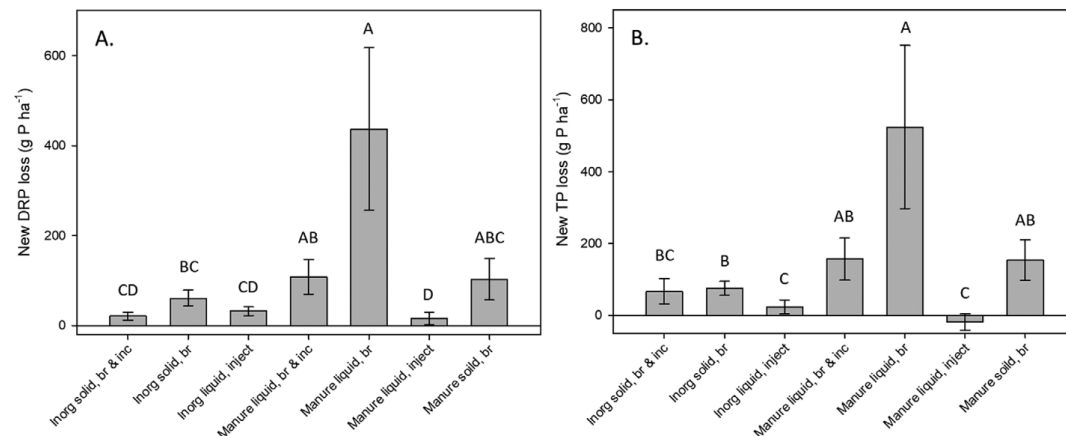 A.
New DRP loss (g P ha⁻¹)
600
400
200
0
CD
BC
CD
AB
A
D
ABC
Inorg solid, br & inc
Inorg solid, br
Inorg liquid, inject
Manure liquid, br & inc
Manure liquid, br
Manure liquid, inject
Manure solid, br
B.
New TP loss (g P ha⁻¹)
800
600
400
200
0
BC
B
C
AB
A
C
AB
Inorg solid, br & inc
Inorg solid, br
Inorg liquid, inject
Manure liquid, br & inc
Manure liquid, br
Manure liquid, inject
Manure solid, br